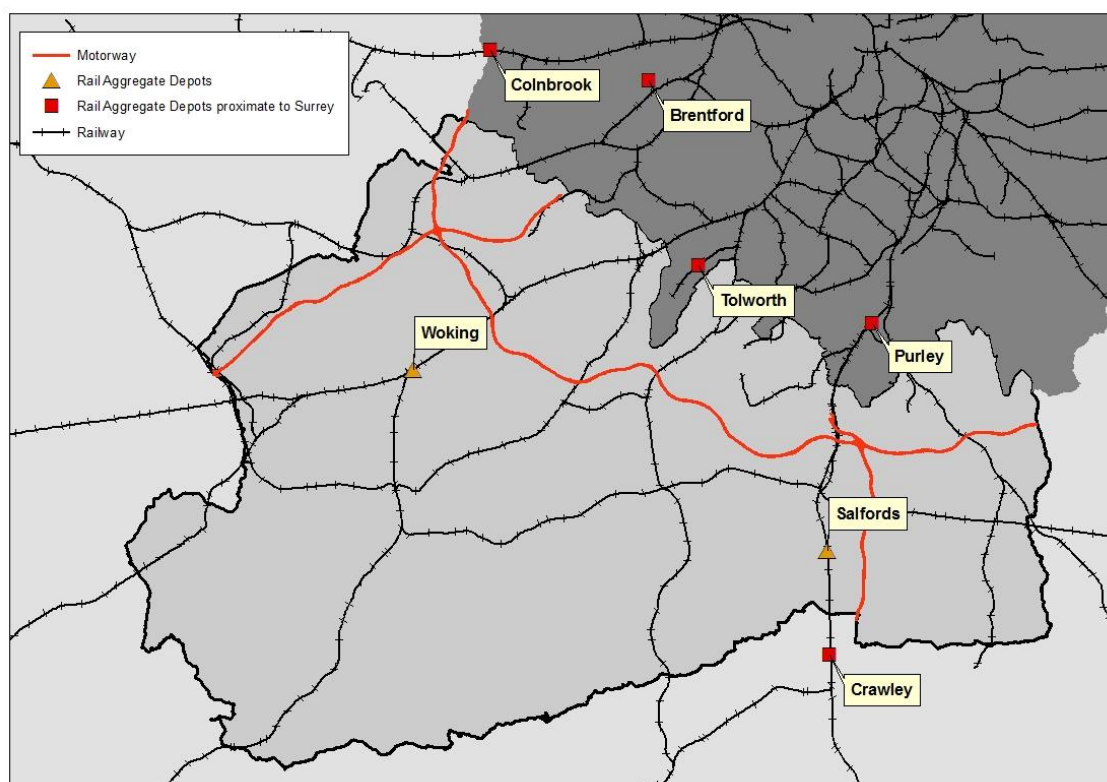 Motorway
Rail Aggregate Depots
Rail Aggregate Depots proximate to Surrey
Railway
Colnbrook
Brentford
Tolworth
Woking
Purley
Salfords
Crawley